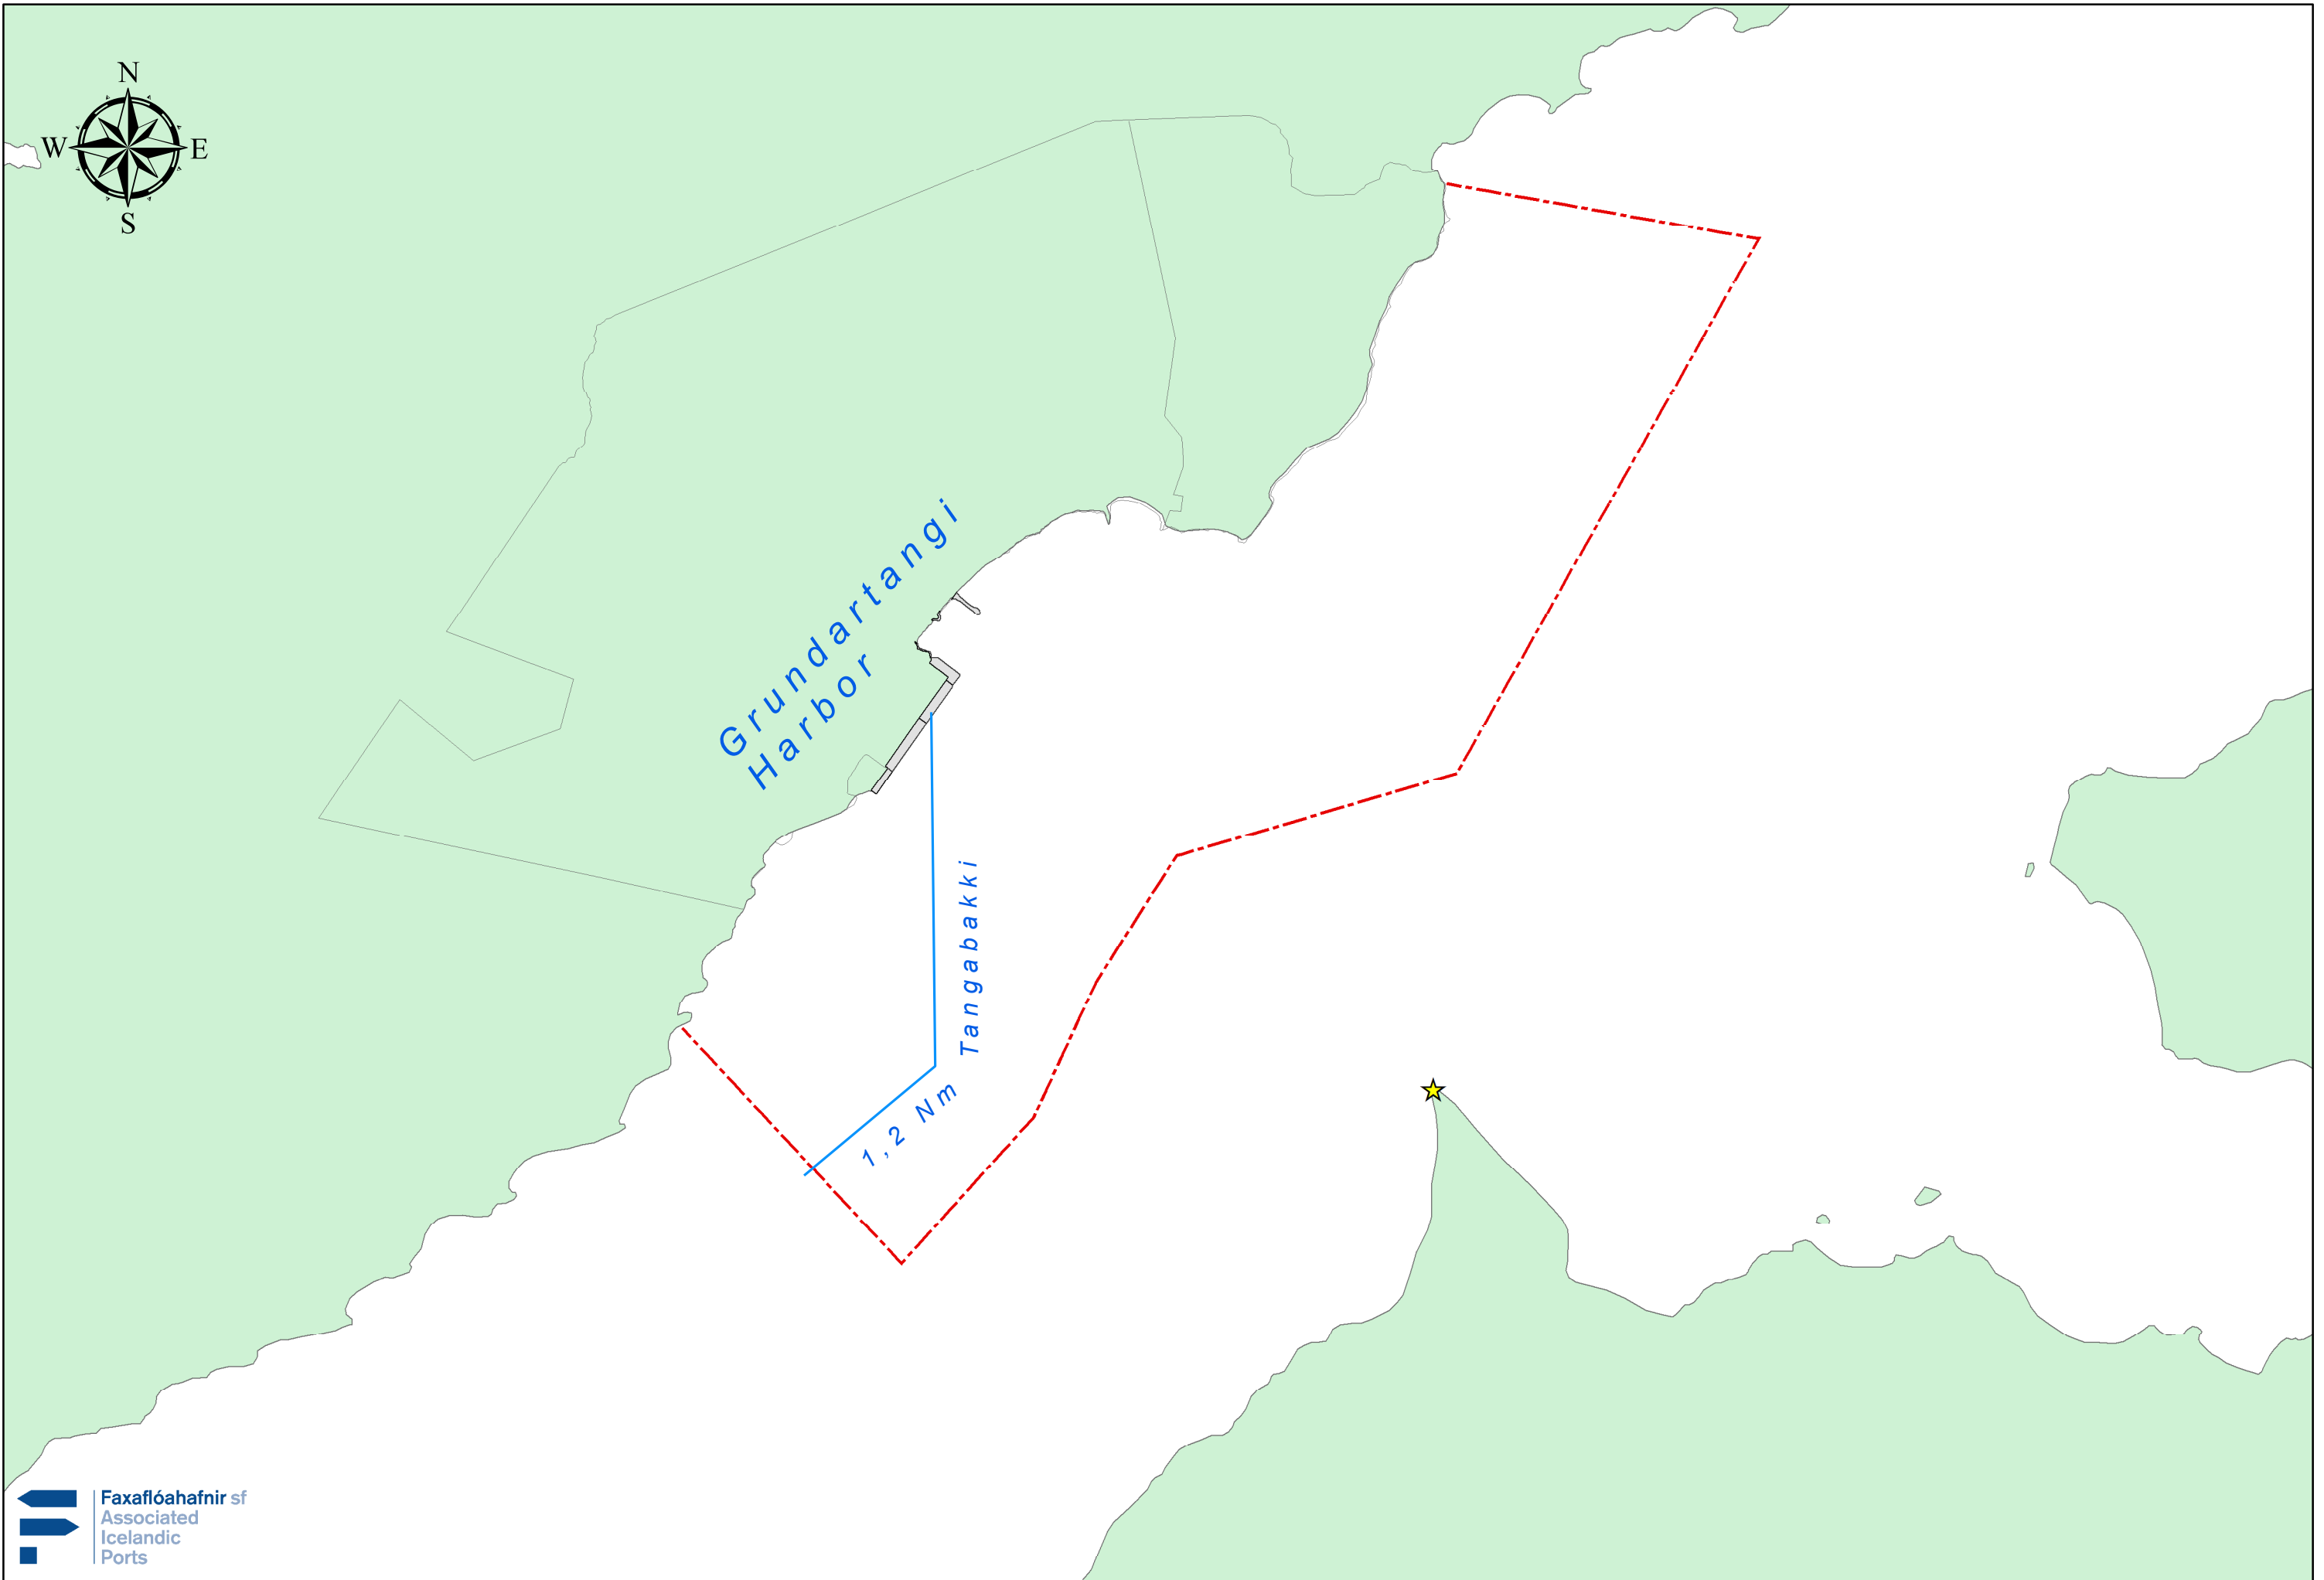 N
W
E
S
Grundartangi
Harbor
Tangabakki
1,2 Nm
Faxaflóahafnir sf
Associated
Icelandic
Ports